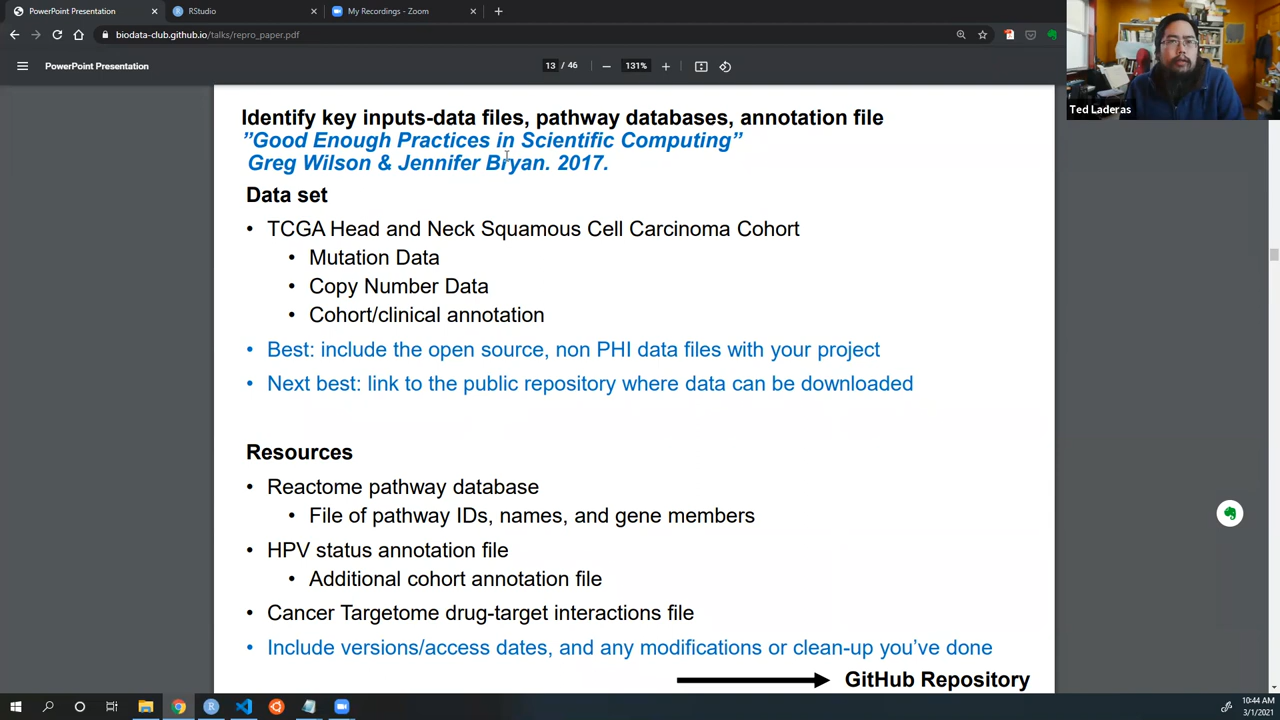 PowerPoint Presentation
RStudio
My Recordings - Zoom
biodata-club.github.io/talks/repro_paper.pdf
PowerPoint Presentation
13 / 46
131%
Ted Laderas
Identify key inputs-data files, pathway databases, annotation file
”Good Enough Practices in Scientific Computing”
Greg Wilson & Jennifer Bryan. 2017.
Data set
• TCGA Head and Neck Squamous Cell Carcinoma Cohort
• Mutation Data
• Copy Number Data
• Cohort/clinical annotation
• Best: include the open source, non PHI data files with your project
• Next best: link to the public repository where data can be downloaded
Resources
• Reactome pathway database
• File of pathway IDs, names, and gene members
• HPV status annotation file
• Additional cohort annotation file
• Cancer Targetome drug-target interactions file
• Include versions/access dates, and any modifications or clean-up you’ve done
GitHub Repository
10:44 AM
3/1/2021